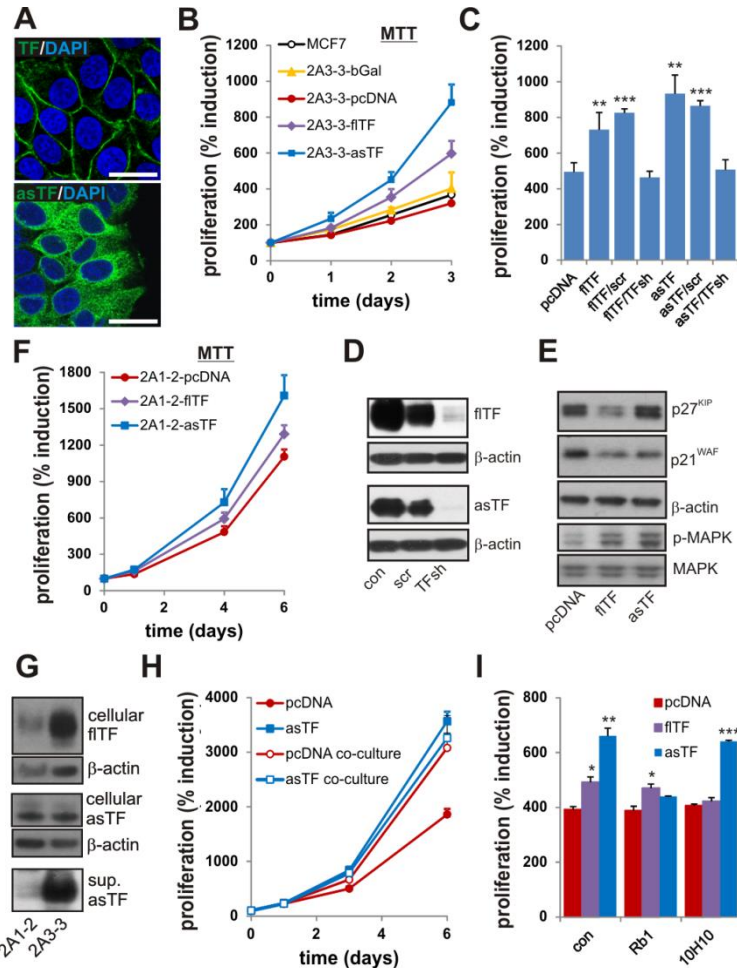 A
TF/DAPI
asTF/DAPI
B
MTT
MCF7
2A3-3-bGal
2A3-3-pcDNA
2A3-3-flTF
2A3-3-asTF
proliferation (% induction)
1200
1000
800
600
400
200
0
0 1 2 3
time (days)
C
proliferation (% induction)
1200
1000
800
600
400
200
0
** *** ** ***
pcDNA
flTF
flTF/scr
flTF/TFsh
asTF
asTF/scr
asTF/TFsh
F
MTT
2A1-2-pcDNA
2A1-2-flTF
2A1-2-asTF
proliferation (% induction)
1800
1500
1200
900
600
300
0
0 2 4 6
time (days)
D
flTF
β-actin
asTF
β-actin
con scr TFsh
E
p27KIP
p21WAF
β-actin
p-MAPK
MAPK
pcDNA flTF asTF
G
cellular
flTF
β-actin
cellular
asTF
β-actin
sup.
asTF
2A1-2 2A3-3
H
pcDNA
asTF
pcDNA co-culture
asTF co-culture
proliferation (% induction)
4000
3000
2000
1000
0
0 2 4 6
time (days)
I
pcDNA
flTF
asTF
proliferation (% induction)
800
600
400
200
0
* ** * ***
con Rb1 10H10